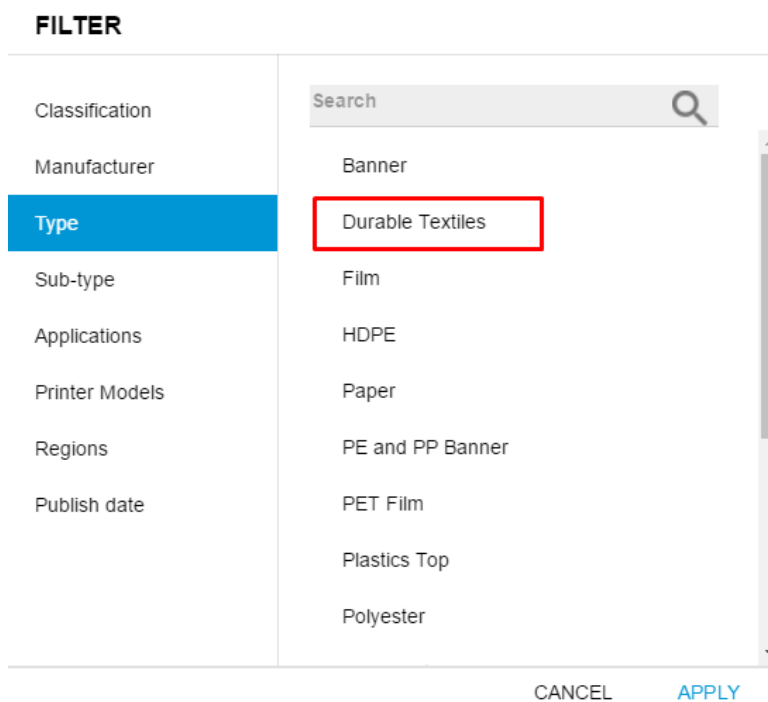 FILTER
Classification
Manufacturer
Type
Sub-type
Applications
Printer Models
Regions
Publish date
Search
Banner
Durable Textiles
Film
HDPE
Paper
PE and PP Banner
PET Film
Plastics Top
Polyester
CANCEL APPLY